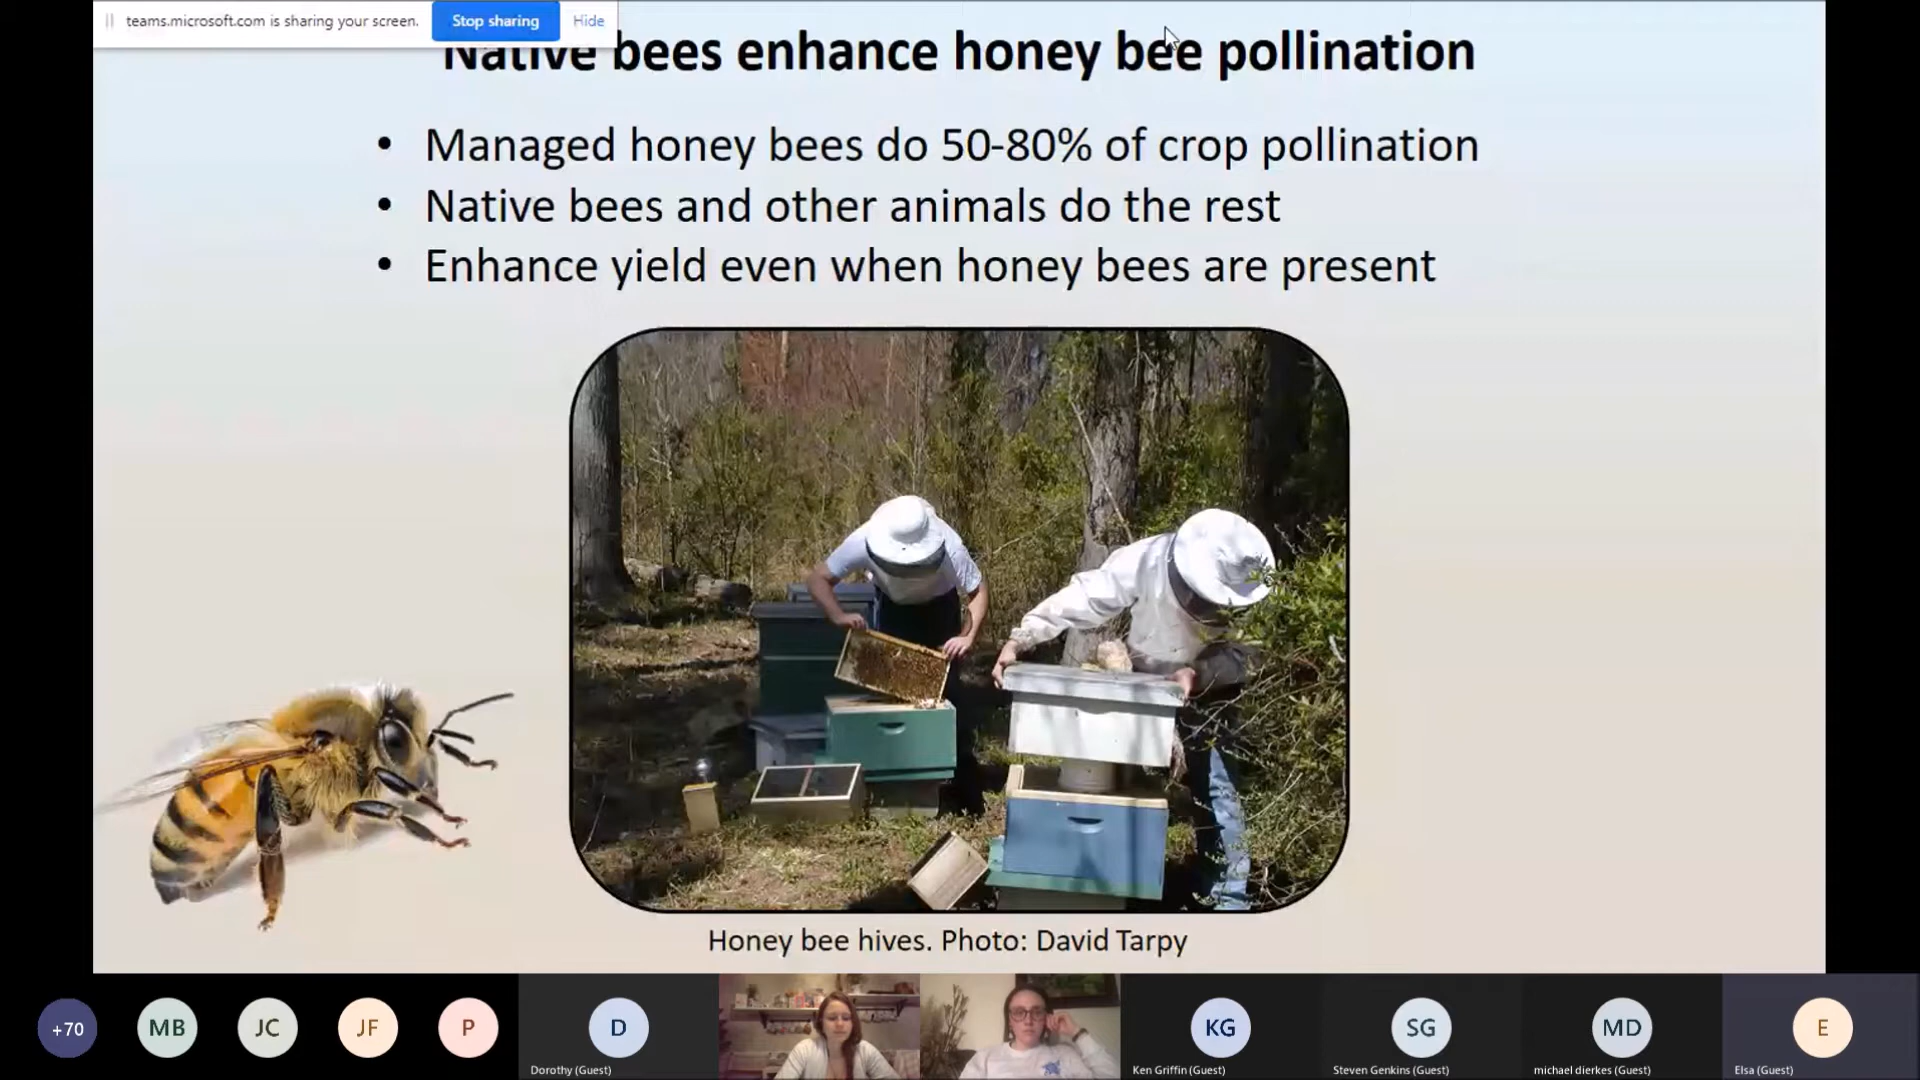 teams.microsoft.com is sharing your screen. Stop sharing Hide
Native bees enhance honey bee pollination
• Managed honey bees do 50-80% of crop pollination
• Native bees and other animals do the rest
• Enhance yield even when honey bees are present
Honey bee hives. Photo: David Tarpy
+70 MB JC JF P D KG SG MD E
Dorothy (Guest) Ken Griffin (Guest) Steven Genkins (Guest) michael dierkes (Guest) Elsa (Guest)